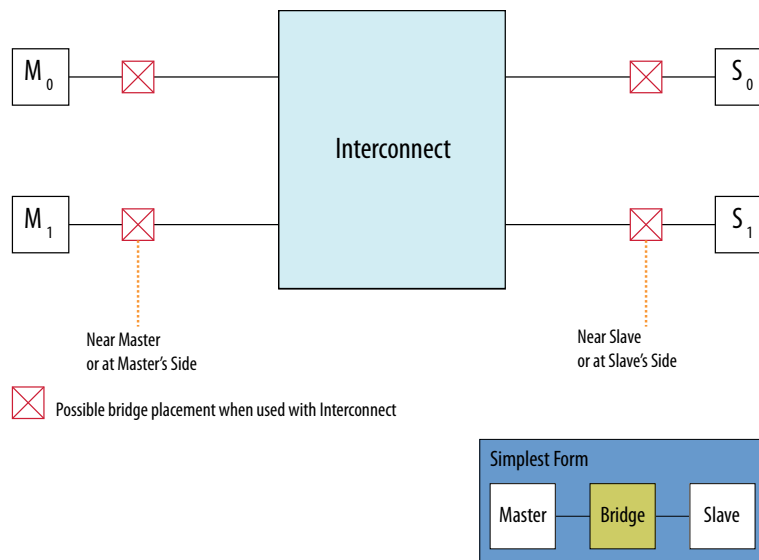 M0
S0
Interconnect
M1
S1
Near Master
or at Master's Side
Near Slave
or at Slave's Side
Possible bridge placement when used with Interconnect
Simplest Form
Master
Bridge
Slave